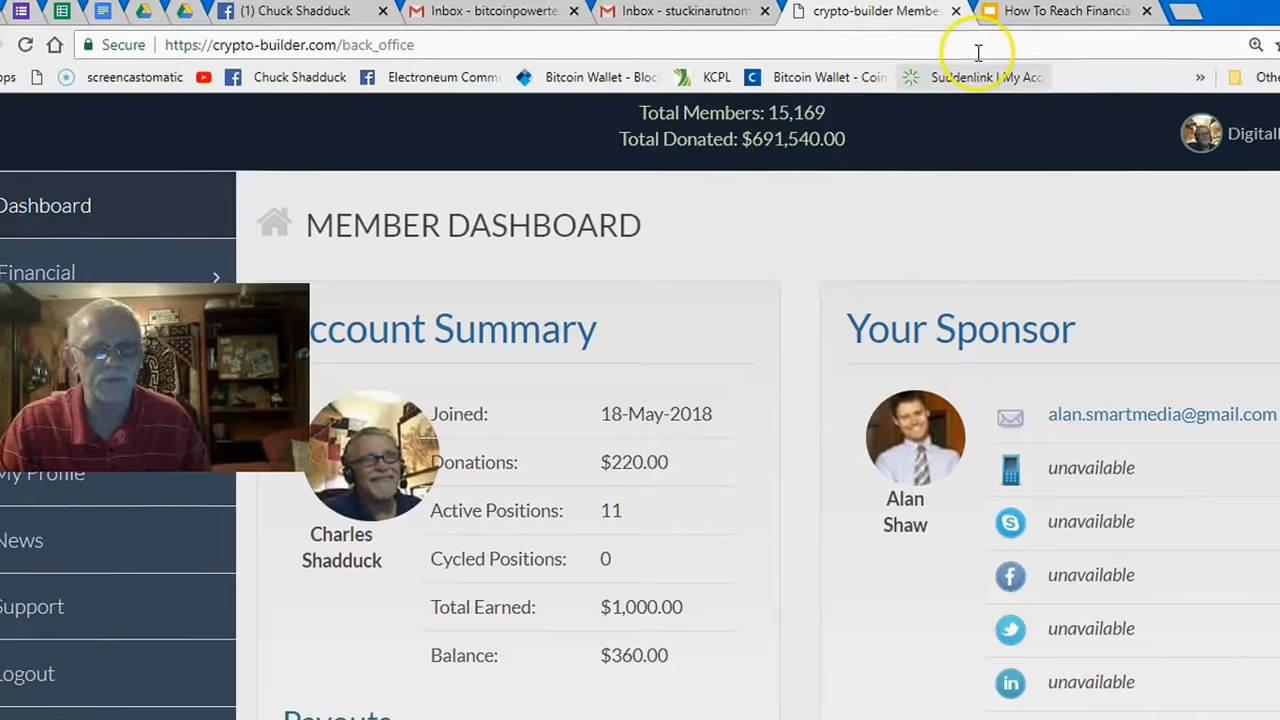 (1) Chuck Shadduck
Inbox - bitcoinpowerte
Inbox - stuckinarutnom
crypto-builder Membe
How To Reach Financia
Secure
https://crypto-builder.com/back_office
pps
screencastomatic
Chuck Shadduck
Electroneum Comm
Bitcoin Wallet - Bloc
KCPL
Bitcoin Wallet - Coin
Suddenlink | My Acc
»
Othe
Total Members: 15,169
Total Donated: $691,540.00
Digitall
Dashboard
MEMBER DASHBOARD
Financial
ccount Summary
Your Sponsor
Joined: 18-May-2018
alan.smartmedia@gmail.com
Donations: $220.00
unavailable
My Profile
Alan
Shaw
Active Positions: 11
unavailable
Charles
Shadduck
News
Cycled Positions: 0
unavailable
Support
Total Earned: $1,000.00
unavailable
Balance: $360.00
Logout
unavailable
Payouts